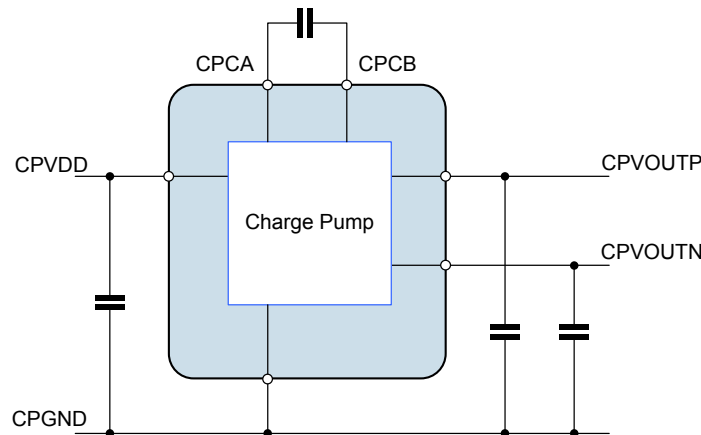 CPCA
CPCB
CPVDD
CPVOUTP
Charge Pump
CPVOUTN
CPGND